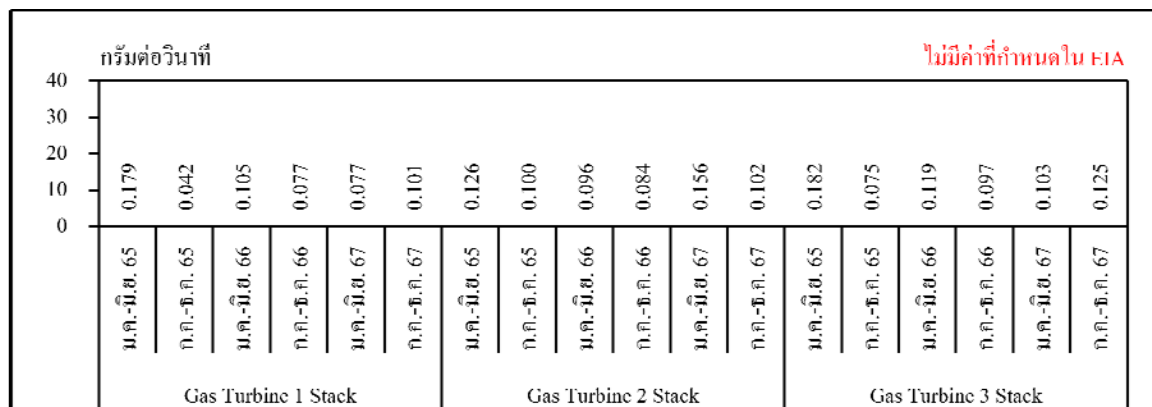 กรัมต่อวินาที
ไม่มีค่าที่กำหนดใน EIA
40
30
20
10
0
0.179 0.042 0.105 0.077 0.077 0.101 0.126 0.100 0.096 0.084 0.156 0.102 0.182 0.075 0.119 0.097 0.103 0.125
ม.ค.-มิ.ย. 65 ก.ค.-ธ.ค. 65 ม.ค.-มิ.ย. 66 ก.ค.-ธ.ค. 66 ม.ค.-มิ.ย. 67 ก.ค.-ธ.ค. 67 ม.ค.-มิ.ย. 65 ก.ค.-ธ.ค. 65 ม.ค.-มิ.ย. 66 ก.ค.-ธ.ค. 66 ม.ค.-มิ.ย. 67 ก.ค.-ธ.ค. 67 ม.ค.-มิ.ย. 65 ก.ค.-ธ.ค. 65 ม.ค.-มิ.ย. 66 ก.ค.-ธ.ค. 66 ม.ค.-มิ.ย. 67 ก.ค.-ธ.ค. 67
Gas Turbine 1 Stack Gas Turbine 2 Stack Gas Turbine 3 Stack